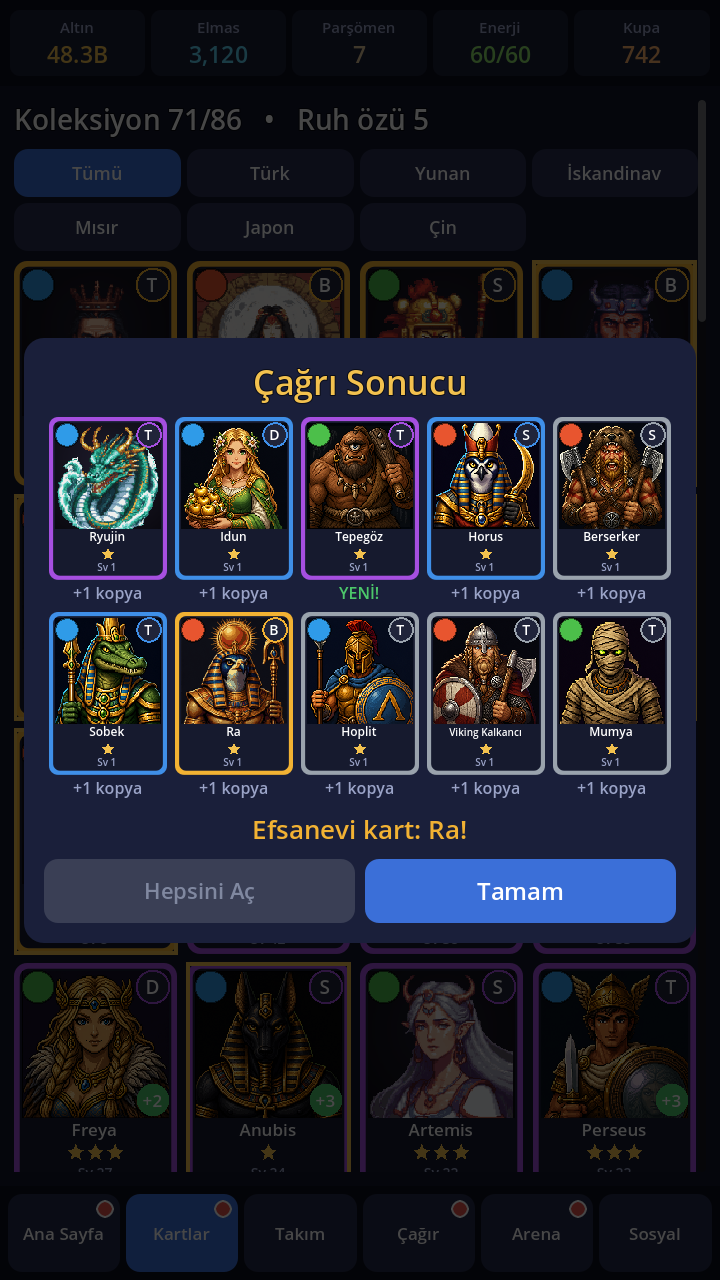 Altın Elmas Parşömen Enerji Kupa
48.3B 3,120 7 60/60 742
Koleksiyon 71/86 • Ruh özü 5
Tümü Türk Yunan İskandinav
Mısır Japon Çin
T B S B
Çağrı Sonucu
T D T S S
Ryujin Idun Tepegöz Horus Berserker
Sv 1 Sv 1 Sv 1 Sv 1 Sv 1
+1 kopya +1 kopya YENİ! +1 kopya +1 kopya
T B T T T
Sobek Ra Hoplit Viking Kalkancı Mumya
Sv 1 Sv 1 Sv 1 Sv 1 Sv 1
+1 kopya +1 kopya +1 kopya +1 kopya +1 kopya
Efsanevi kart: Ra!
Hepsini Aç Tamam
D S S T
+2 +3 +3
Freya Anubis Artemis Perseus
Ana Sayfa Kartlar Takım Çağır Arena Sosyal